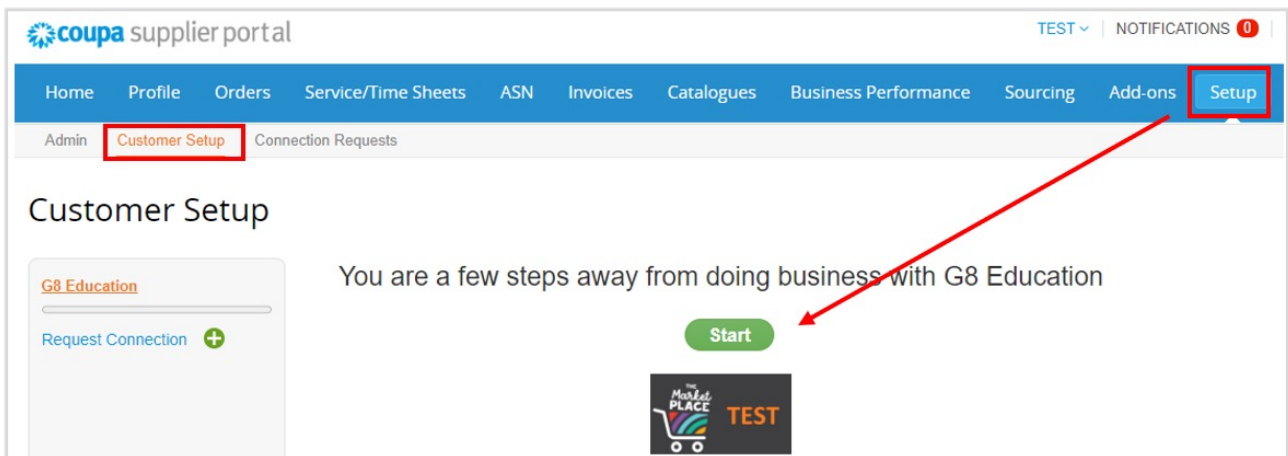 coupa supplier portal
TEST
NOTIFICATIONS 0
Home Profile Orders Service/Time Sheets ASN Invoices Catalogues Business Performance Sourcing Add-ons Setup
Admin Customer Setup Connection Requests
Customer Setup
G8 Education
Request Connection
You are a few steps away from doing business with G8 Education
Start
THE
Market
PLACE
TEST